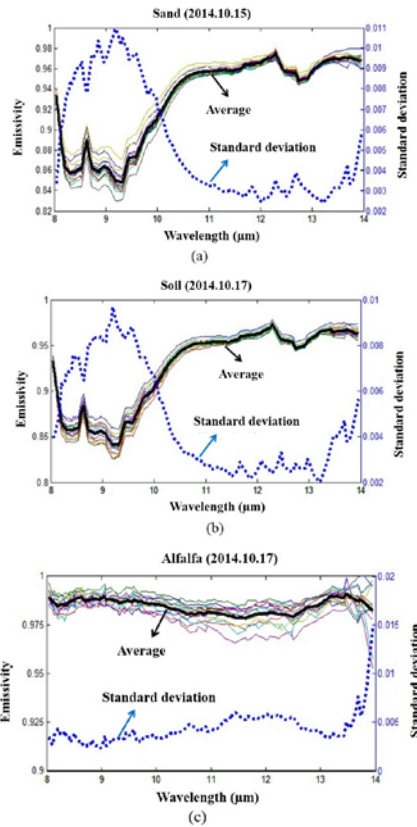 Sand (2014.10.15)
Emissivity
1
0.98
0.96
0.94
0.92
0.9
0.88
0.86
0.84
0.82
0.011
0.010
0.009
0.008
0.007
0.006
0.005
0.004
0.003
0.002
Standard deviation
Average
Standard deviation
8 9 10 11 12 13 14
Wavelength (μm)
(a)
Soil (2014.10.17)
Emissivity
1
0.95
0.9
0.85
0.8
0.01
0.008
0.006
0.004
0.002
Standard deviation
Average
Standard deviation
8 9 10 11 12 13 14
Wavelength (μm)
(b)
Alfalfa (2014.10.17)
Emissivity
1
0.975
0.55
0.925
0.9
0.02
0.015
0.01
0.005
0
Standard deviation
Average
Standard deviation
8 9 10 11 12 13 14
Wavelength (μm)
(c)